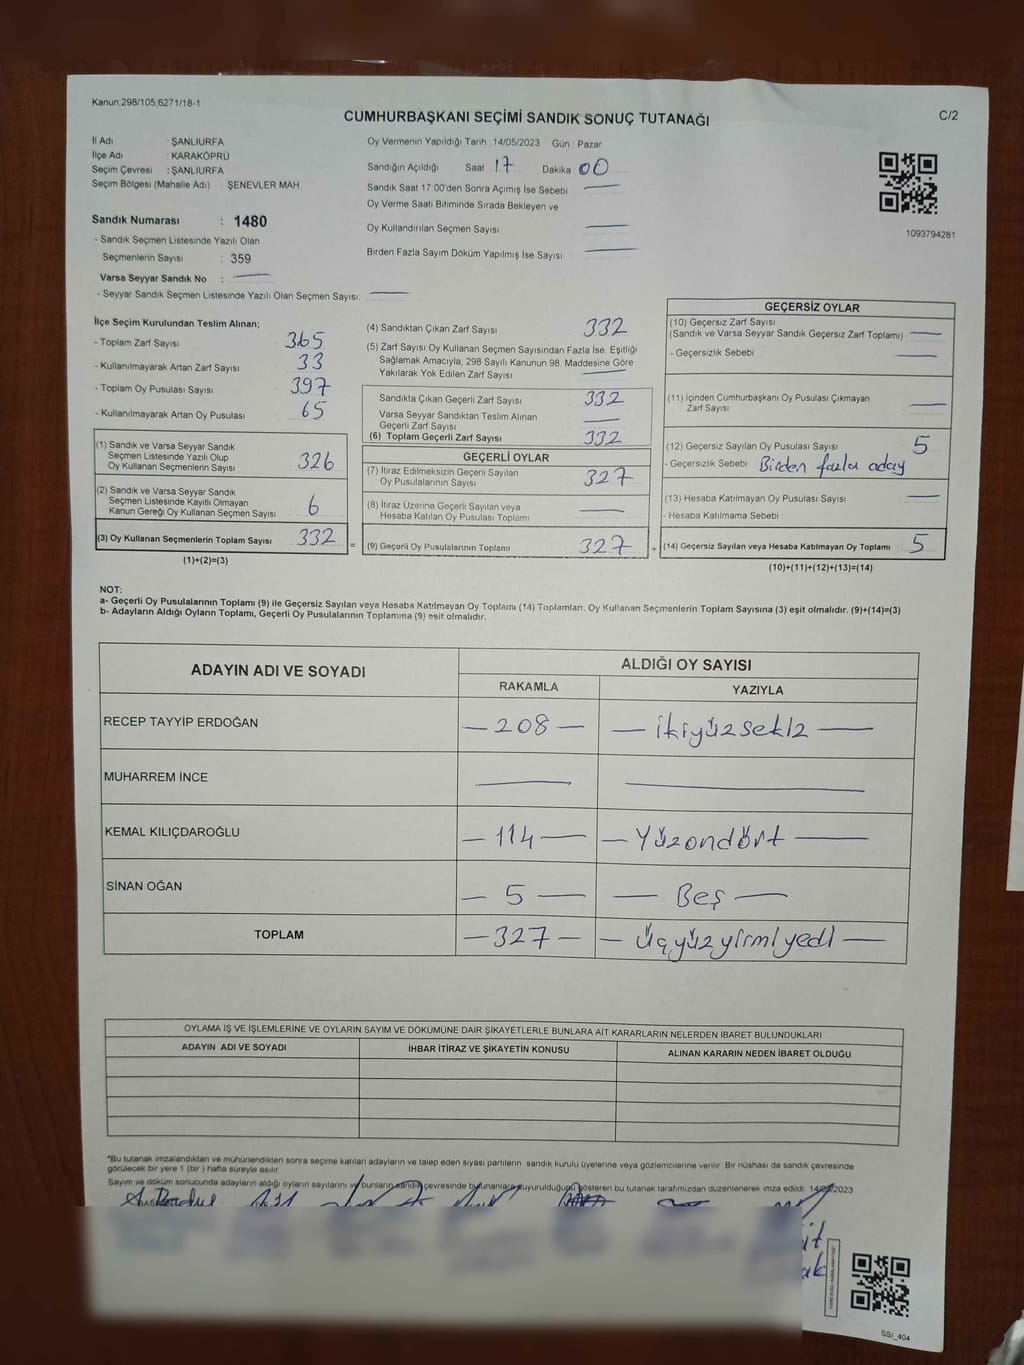 Kanun,298/105,6271/18-1
C/2
CUMHURBAŞKANI SEÇİMİ SANDIK SONUÇ TUTANAĞI
İl Adı ŞANLIURFA
İlçe Adı : KARAKÖPRÜ
Seçim Çevresi : ŞANLIURFA
Seçim Bölgesi (Mahalle Adı) : ŞENEVLER MAH.
Sandık Numarası : 1480
- Sandık Seçmen Listesinde Yazılı Olan
Seçmenlerin Sayısı : 359
Varsa Seyyar Sandık No :
- Seyyar Sandık Seçmen Listesinde Yazılı Olan Seçmen Sayısı:
Oy Vermenin Yapıldığı Tarih 14/05/2023 Gün Pazar
Sandığın Açıldığı Saat 17 Dakika 00
Sandık Saat 17:00'den Sonra Açımış İse Sebebi
Oy Verme Saati Bitiminde Sırada Bekleyen ve
Oy Kullandırılan Seçmen Sayısı
Birden Fazla Sayım Döküm Yapılmış İse Sayısı
1093794281
İlçe Seçim Kurulundan Teslim Alınan;
- Toplam Zarf Sayısı 365
- Kullanılmayarak Artan Zarf Sayısı 33
- Toplam Oy Pusulası Sayısı 397
- Kullanılmayarak Artan Oy Pusulası 65
(1) Sandık ve Varsa Seyyar Sandık
Seçmen Listesinde Yazılı Olup
Oy Kullanan Seçmenlerin Sayısı 326
(2) Sandık ve Varsa Seyyar Sandık
Seçmen Listesinde Kayıtlı Olmayan
Kanun Gereği Oy Kullanan Seçmen Sayısı 6
(3) Oy Kullanan Seçmenlerin Toplam Sayısı 332 =
(1)+(2)=(3)
(4) Sandıktan Çıkan Zarf Sayısı 332
(5) Zarf Sayısı Oy Kullanan Seçmen Sayısından Fazla İse, Eşitliği
Sağlamak Amacıyla, 298 Sayılı Kanunun 98. Maddesine Göre
Yakılarak Yok Edilen Zarf Sayısı
Sandıkta Çıkan Geçerli Zarf Sayısı 332
Varsa Seyyar Sandıktan Teslim Alınan
Geçerli Zarf Sayısı
(6) Toplam Geçerli Zarf Sayısı 332
GEÇERLİ OYLAR
(7) İtiraz Edilmeksizin Geçerli Sayılan
Oy Pusulalarının Sayısı 327
(8) İtiraz Üzerine Geçerli Sayılan veya
Hesaba Katılan Oy Pusulası Toplamı
(9) Geçerli Oy Pusulalarının Toplamı 327 +
GEÇERSİZ OYLAR
(10) Geçersiz Zarf Sayısı
(Sandık ve Varsa Seyyar Sandık Geçersiz Zarf Toplamı)
- Geçersizlik Sebebi
(11) İçinden Cumhurbaşkanı Oy Pusulası Çıkmayan
Zarf Sayısı
(12) Geçersiz Sayılan Oy Pusulası Sayısı 5
- Geçersizlik Sebebi Birden fazla aday
(13) Hesaba Katılmayan Oy Pusulası Sayısı
- Hesaba Katılmama Sebebi
(14) Geçersiz Sayılan veya Hesaba Katılmayan Oy Toplamı 5
(10)+(11)+(12)+(13)=(14)
NOT:
a- Geçerli Oy Pusulalarının Toplamı (9) ile Geçersiz Sayılan veya Hesaba Katılmayan Oy Toplamı (14) Toplamları, Oy Kullanan Seçmenlerin Toplam Sayısına (3) eşit olmalıdır. (9)+(14)=(3)
b- Adayların Aldığı Oyların Toplamı, Geçerli Oy Pusulalarının Toplamına (9) eşit olmalıdır.
ADAYIN ADI VE SOYADI ALDIĞI OY SAYISI
RAKAMLA YAZIYLA
RECEP TAYYİP ERDOĞAN — 208 — — ikiyüzsekiz —
MUHARREM İNCE — —
KEMAL KILIÇDAROĞLU — 114 — — Yüzondört —
SİNAN OĞAN — 5 — — Beş —
TOPLAM — 327 — — üçyüzyirmiyedi —
OYLAMA İŞ VE İŞLEMLERİNE VE OYLARIN SAYIM VE DÖKÜMÜNE DAİR ŞİKAYETLERLE BUNLARA AİT KARARLARIN NELERDEN İBARET BULUNDUKLARI
ADAYIN ADI VE SOYADI İHBAR İTİRAZ VE ŞİKAYETİN KONUSU ALINAN KARARIN NEDEN İBARET OLDUĞU
*Bu tutanak imzalandıktan ve mühürlendikten sonra seçime katılan adayların ve talep eden siyasi partilerin sandık kurulu üyelerine veya gözlemcilerine verilir. Bir nüshası da sandık çevresinde
görülecek bir yere 1 (bir) hafta süreyle asılır.
Sayım ve döküm sonucunda adayların aldığı oyların sayılarını ve bunların sandık çevresinde bulunanlara duyurulduğunu gösteren bu tutanak tarafımızdan düzenlenerek imza edildi. 14/05/2023
SSİ_404